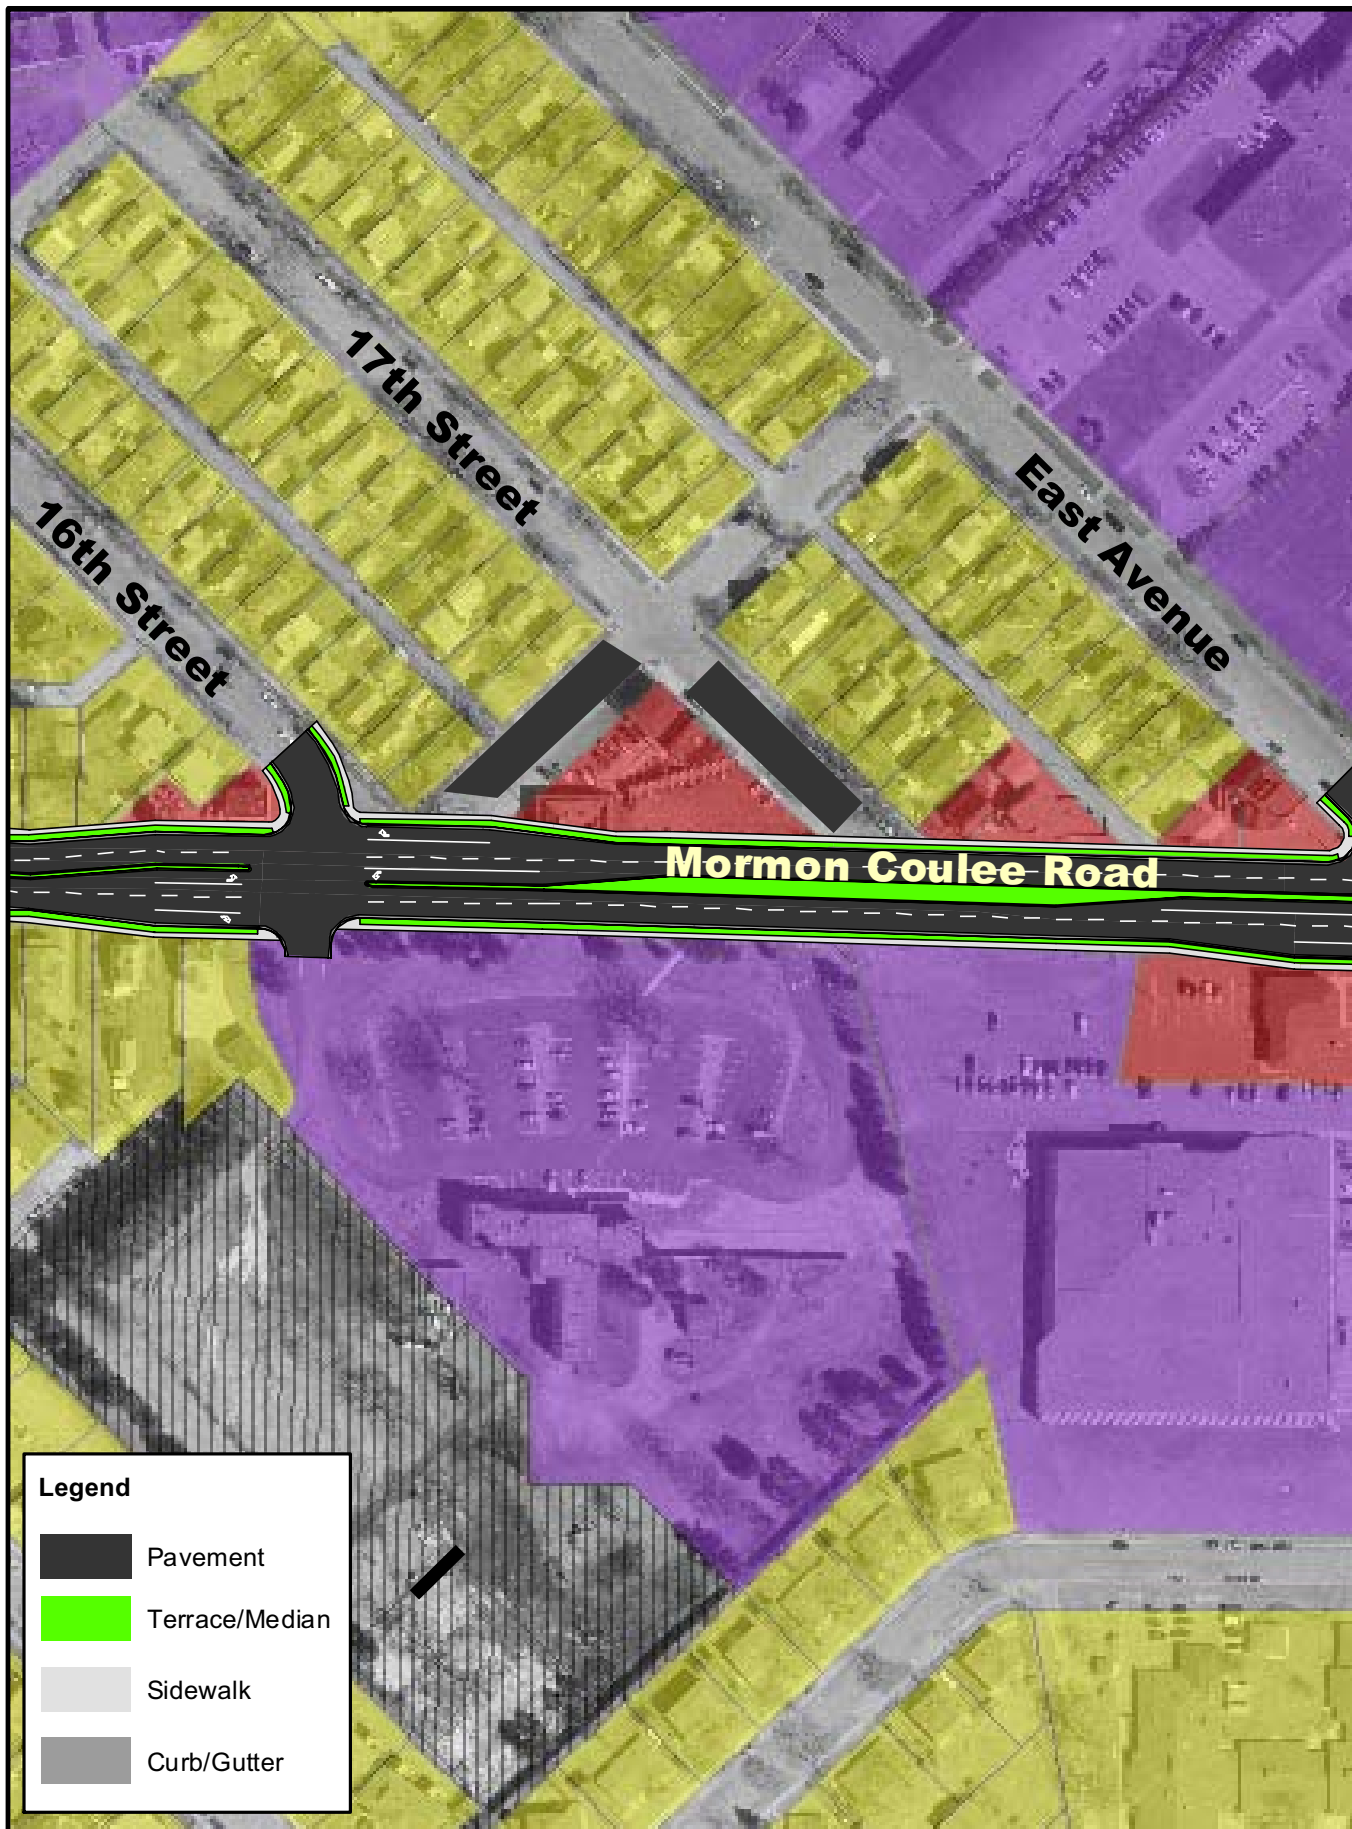 17th Street
East Avenue
16th Street
Mormon Coulee Road
Legend
Pavement
Terrace/Median
Sidewalk
Curb/Gutter